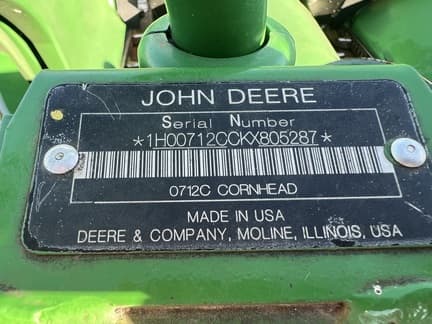 JOHN DEERE
Serial Number
*1H00712CCKX805287*
0712C CORNHEAD
MADE IN USA
DEERE & COMPANY, MOLINE, ILLINOIS, USA